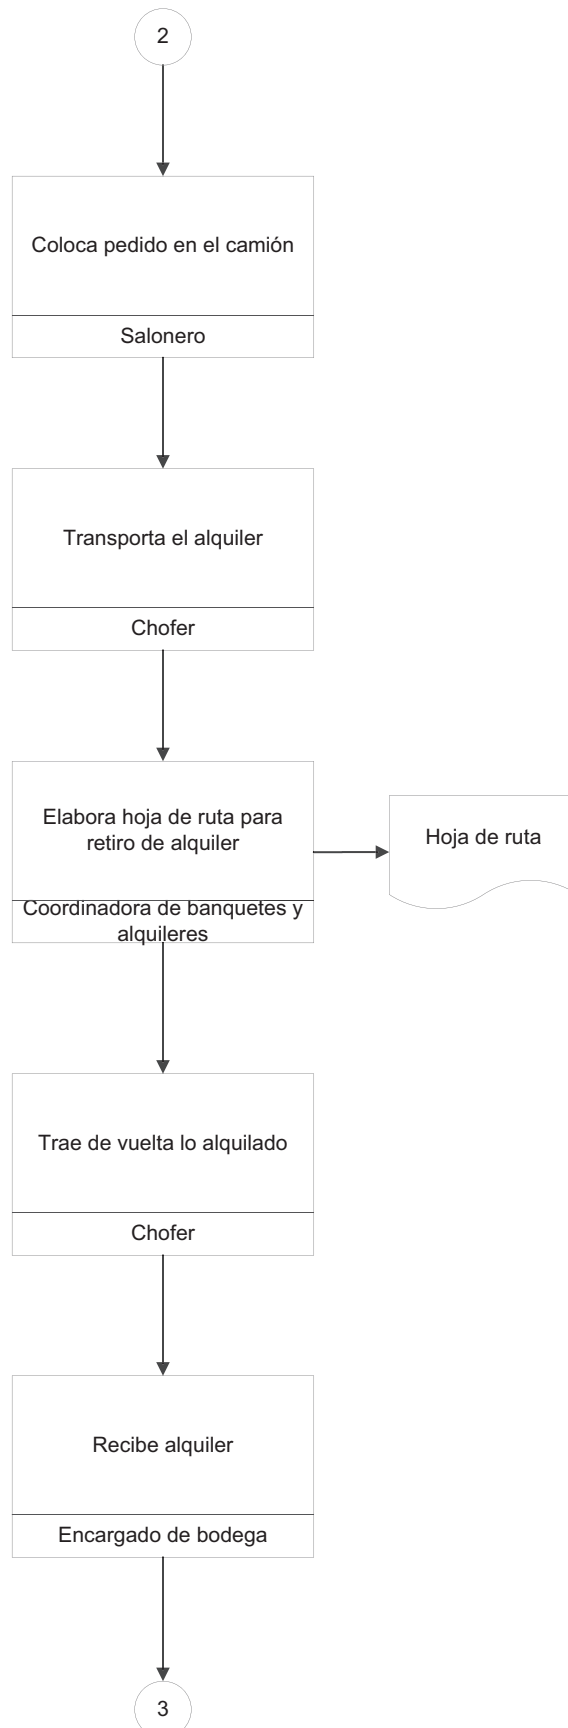 2
Coloca pedido en el camión
Salonero
Transporta el alquiler
Chofer
Elabora hoja de ruta para
retiro de alquiler
Coordinadora de banquetes y
alquileres
Hoja de ruta
Trae de vuelta lo alquilado
Chofer
Recibe alquiler
Encargado de bodega
3